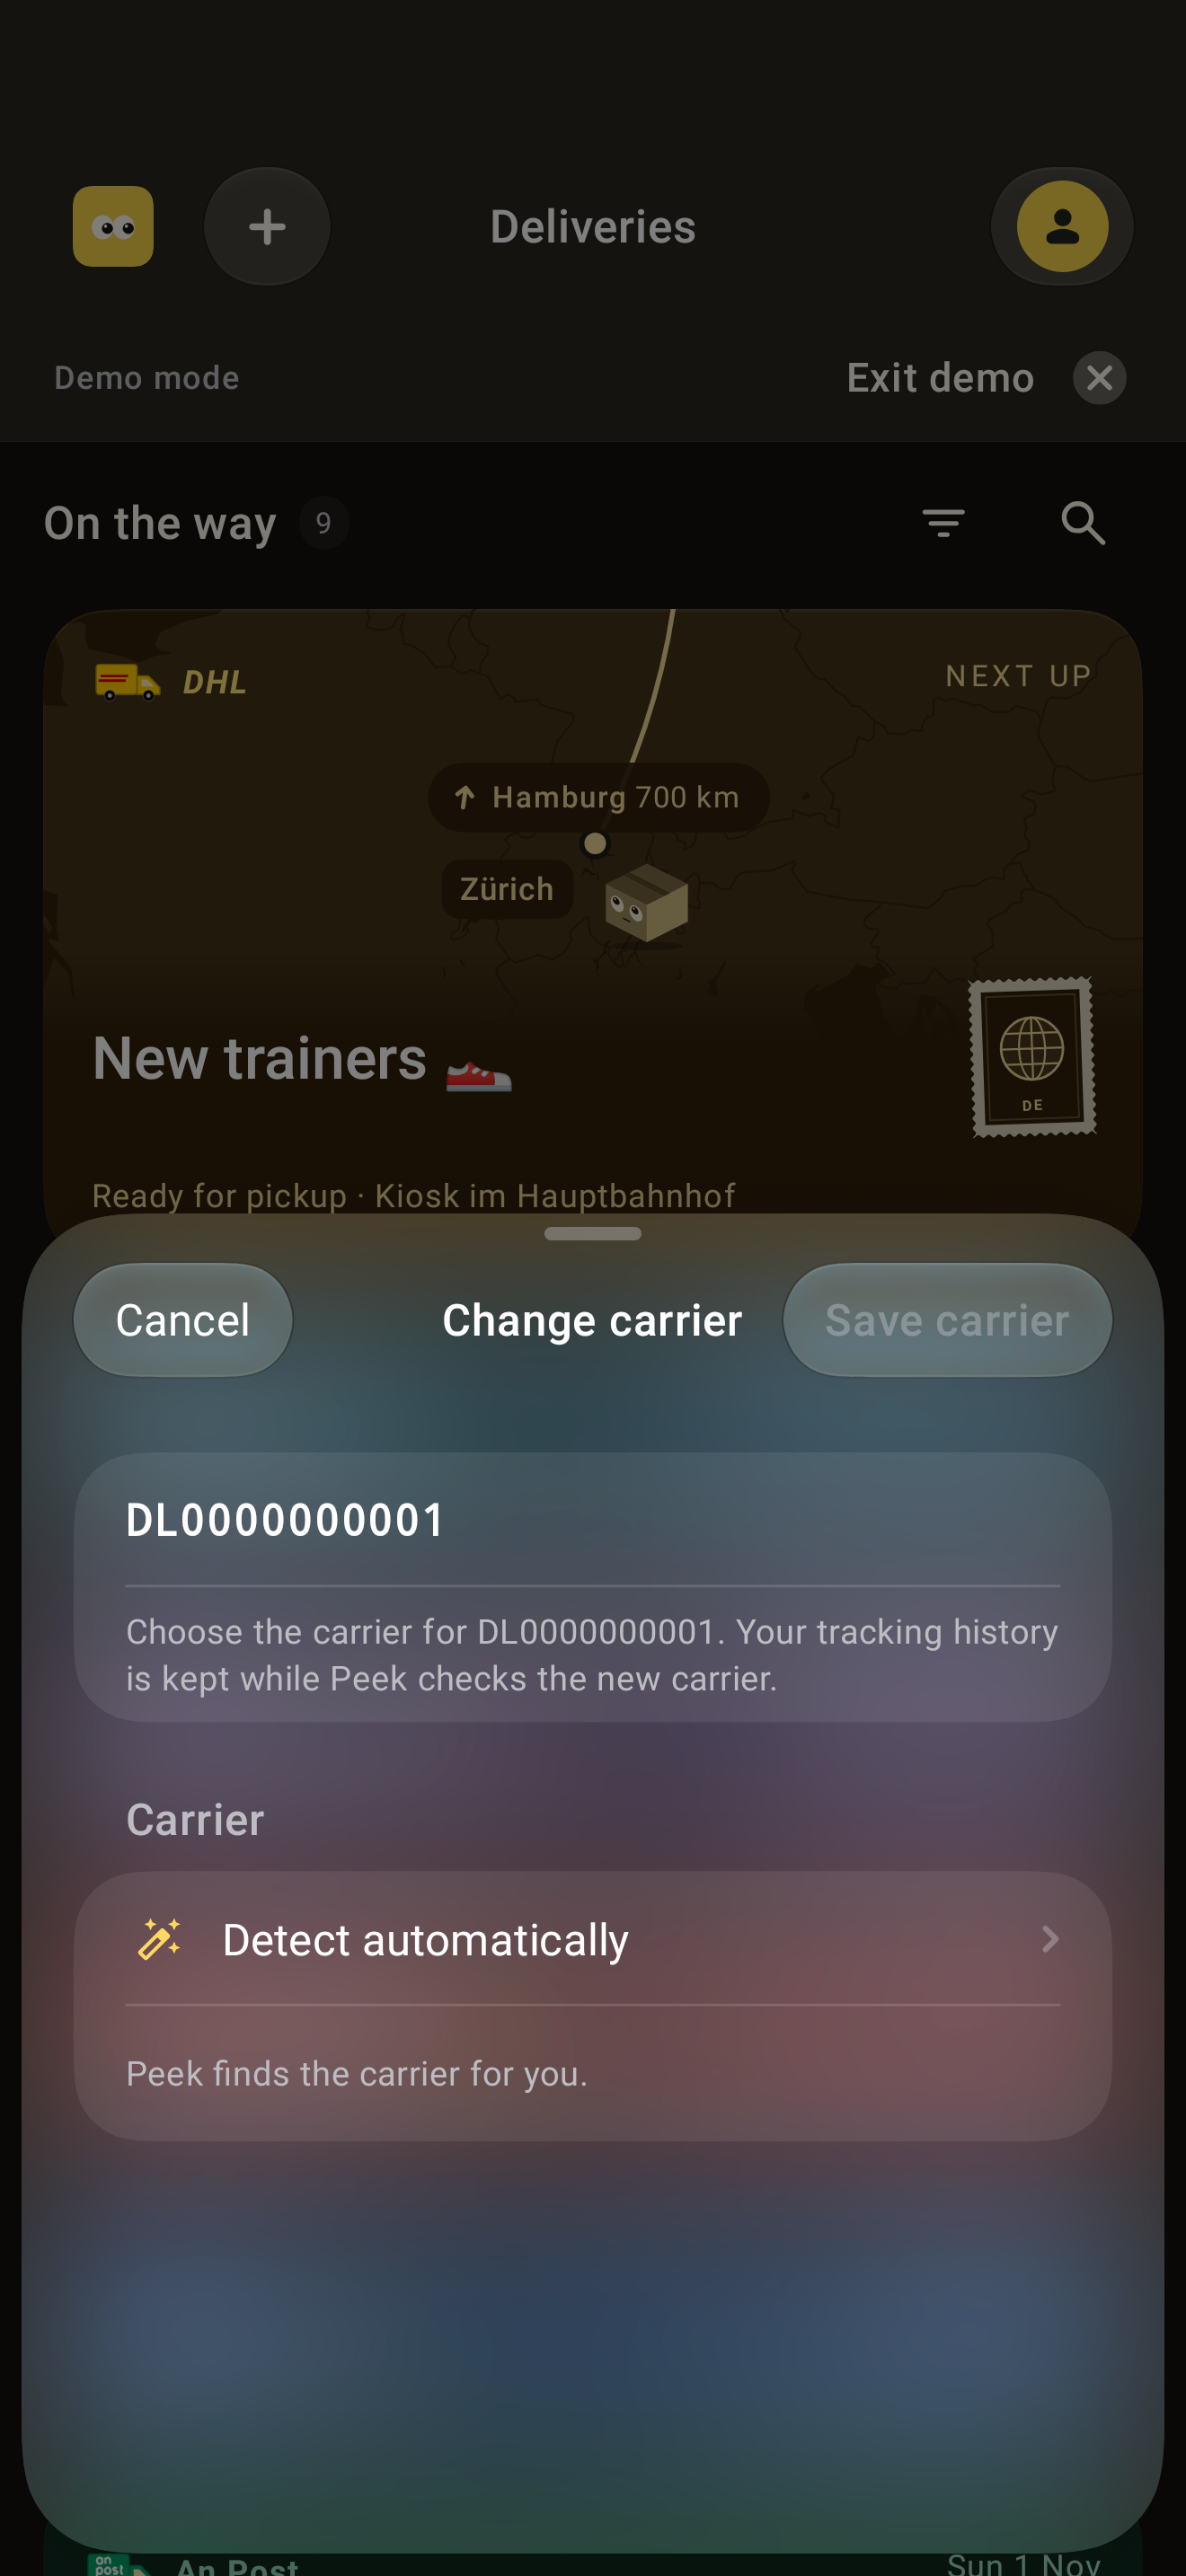 Deliveries
Demo mode
Exit demo
On the way 9
DHL
NEXT UP
Hamburg 700 km
Zürich
New trainers
DE
Ready for pickup · Kiosk im Hauptbahnhof
Cancel
Change carrier
Save carrier
DL0000000001
Choose the carrier for DL0000000001. Your tracking history
is kept while Peek checks the new carrier.
Carrier
Detect automatically
Peek finds the carrier for you.
an
post
An Post
Sun 1 Nov